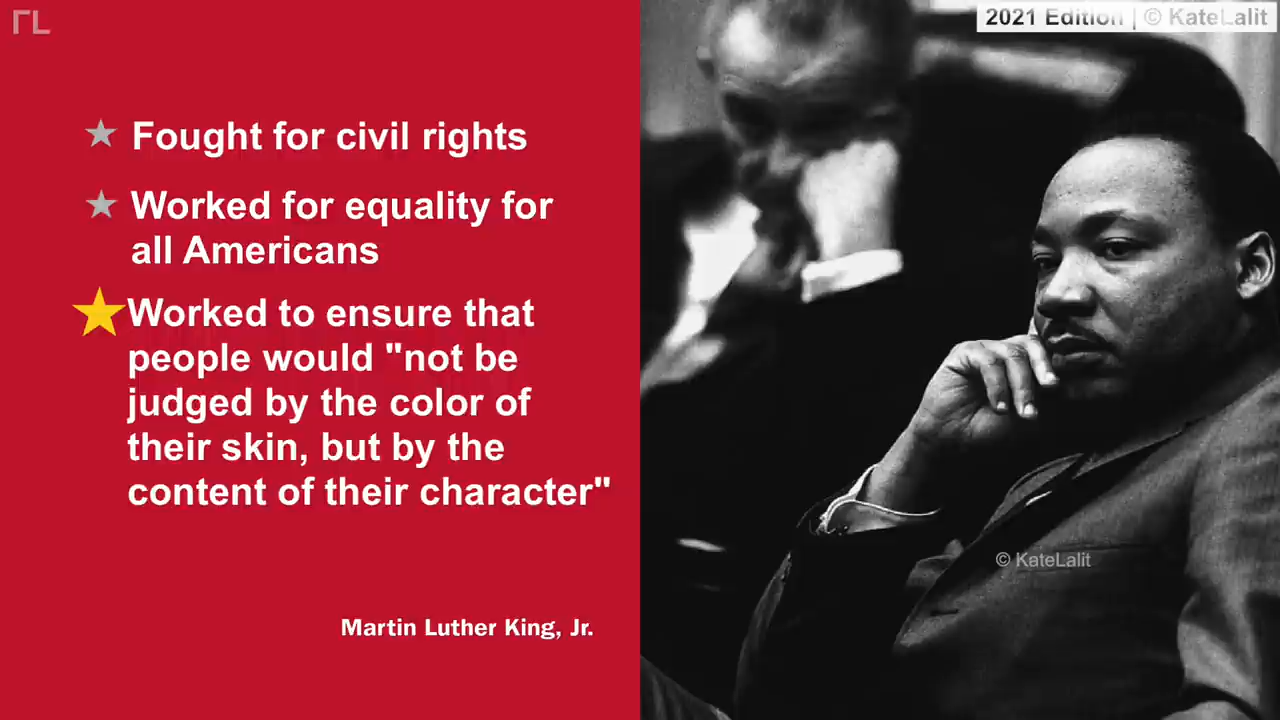 ΓL
2021 Edition | © KateLalit
Fought for civil rights
Worked for equality for
all Americans
Worked to ensure that
people would "not be
judged by the color of
their skin, but by the
content of their character"
© KateLalit
Martin Luther King, Jr.